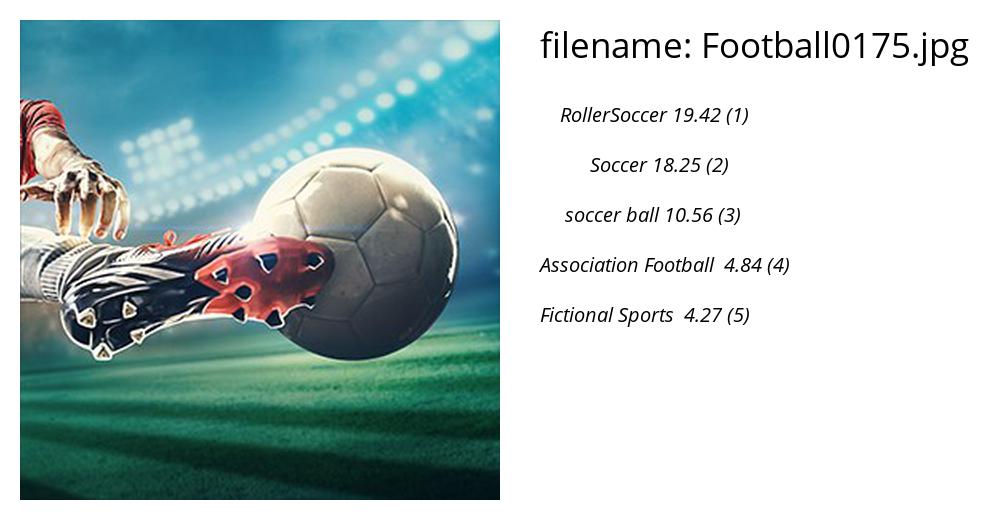 filename: Football0175.jpg
RollerSoccer 19.42 (1)
Soccer 18.25 (2)
soccer ball 10.56 (3)
Association Football 4.84 (4)
Fictional Sports 4.27 (5)